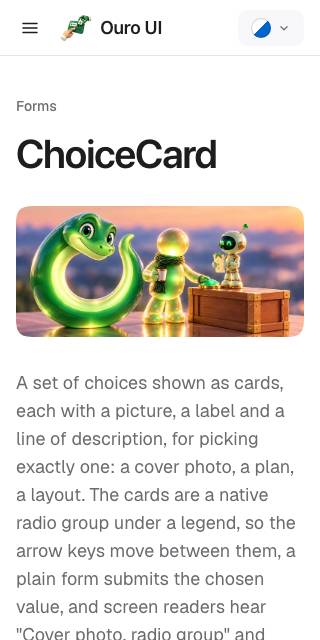 Ouro UI
Forms
ChoiceCard
A set of choices shown as cards,
each with a picture, a label and a
line of description, for picking
exactly one: a cover photo, a plan,
a layout. The cards are a native
radio group under a legend, so the
arrow keys move between them, a
plain form submits the chosen
value, and screen readers hear
"Cover photo, radio group" and